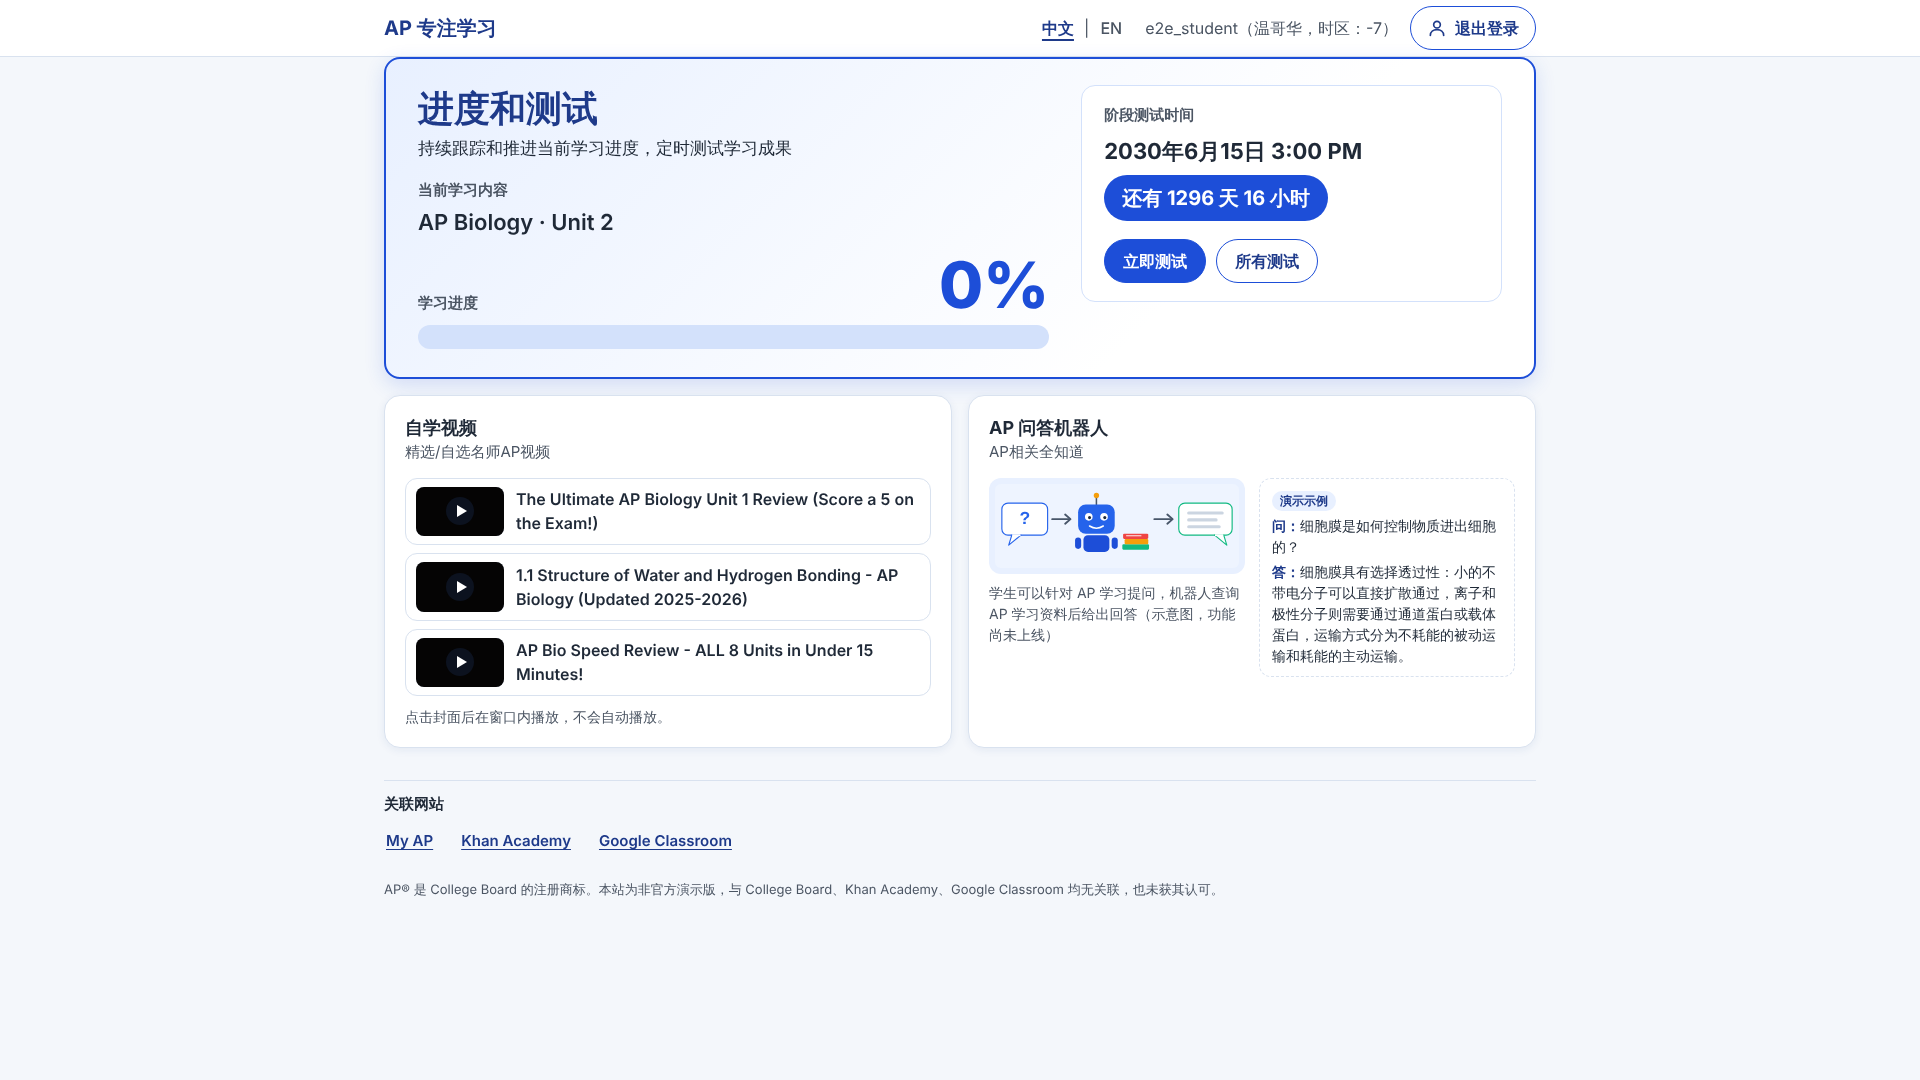 AP 专注学习
中文 | EN e2e_student（温哥华，时区：-7） 退出登录
进度和测试
持续跟踪和推进当前学习进度，定时测试学习成果
当前学习内容
AP Biology · Unit 2
学习进度
0%
阶段测试时间
2030年6月15日 3:00 PM
还有 1296 天 16 小时
立即测试 所有测试
自学视频
精选/自选名师AP视频
The Ultimate AP Biology Unit 1 Review (Score a 5 on
the Exam!)
1.1 Structure of Water and Hydrogen Bonding - AP
Biology (Updated 2025-2026)
AP Bio Speed Review - ALL 8 Units in Under 15
Minutes!
点击封面后在窗口内播放，不会自动播放。
AP 问答机器人
AP相关全知道
?
学生可以针对 AP 学习提问，机器人查询
AP 学习资料后给出回答（示意图，功能
尚未上线）
演示示例
问：细胞膜是如何控制物质进出细胞
的？
答：细胞膜具有选择透过性：小的不
带电分子可以直接扩散通过，离子和
极性分子则需要通过通道蛋白或载体
蛋白，运输方式分为不耗能的被动运
输和耗能的主动运输。
关联网站
My AP Khan Academy Google Classroom
AP® 是 College Board 的注册商标。本站为非官方演示版，与 College Board、Khan Academy、Google Classroom 均无关联，也未获其认可。